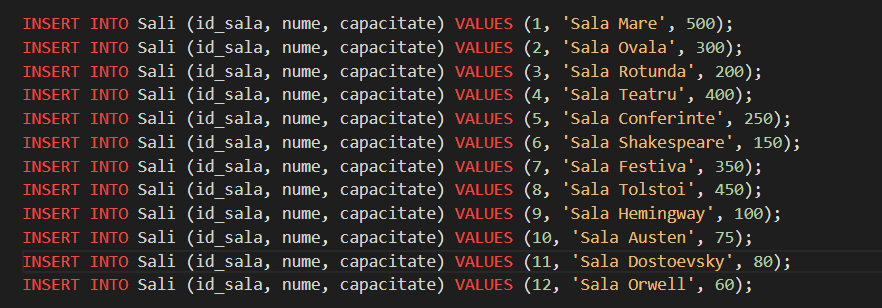 INSERT INTO Sali (id_sala, nume, capacitate) VALUES (1, 'Sala Mare', 500);
INSERT INTO Sali (id_sala, nume, capacitate) VALUES (2, 'Sala Ovala', 300);
INSERT INTO Sali (id_sala, nume, capacitate) VALUES (3, 'Sala Rotunda', 200);
INSERT INTO Sali (id_sala, nume, capacitate) VALUES (4, 'Sala Teatru', 400);
INSERT INTO Sali (id_sala, nume, capacitate) VALUES (5, 'Sala Conferinte', 250);
INSERT INTO Sali (id_sala, nume, capacitate) VALUES (6, 'Sala Shakespeare', 150);
INSERT INTO Sali (id_sala, nume, capacitate) VALUES (7, 'Sala Festiva', 350);
INSERT INTO Sali (id_sala, nume, capacitate) VALUES (8, 'Sala Tolstoi', 450);
INSERT INTO Sali (id_sala, nume, capacitate) VALUES (9, 'Sala Hemingway', 100);
INSERT INTO Sali (id_sala, nume, capacitate) VALUES (10, 'Sala Austen', 75);
INSERT INTO Sali (id_sala, nume, capacitate) VALUES (11, 'Sala Dostoevsky', 80);
INSERT INTO Sali (id_sala, nume, capacitate) VALUES (12, 'Sala Orwell', 60);